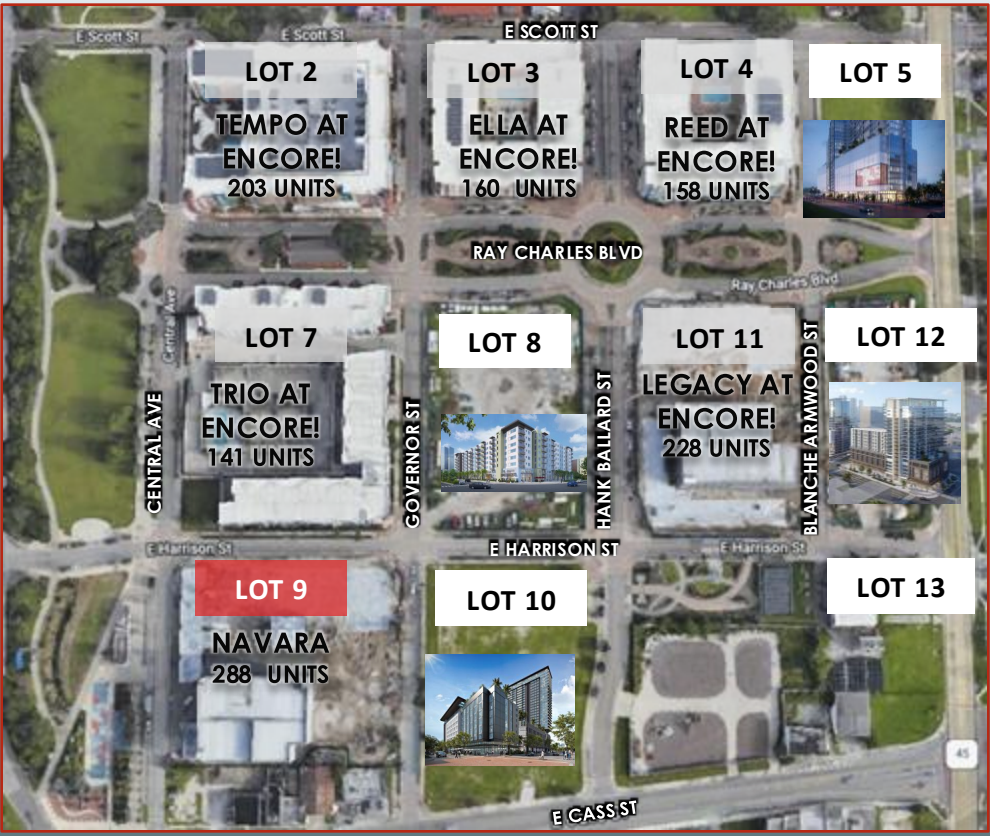 E SCOTT ST
E Scott St
E Scott St
LOT 2
TEMPO AT
ENCORE!
203 UNITS
LOT 3
ELLA AT
ENCORE!
160 UNITS
LOT 4
REED AT
ENCORE!
158 UNITS
LOT 5
RAY CHARLES BLVD
Ray Charles Blvd
Central Ave
CENTRAL AVE
LOT 7
TRIO AT
ENCORE!
141 UNITS
GOVERNOR ST
LOT 8
HANK BALLARD ST
LOT 11
LEGACY AT
ENCORE!
228 UNITS
BLANCHE ARMWOOD ST
LOT 12
E Harrison St
E HARRISON ST
E Harrison St
LOT 9
NAVARA
288 UNITS
LOT 10
LOT 13
45
E CASS ST